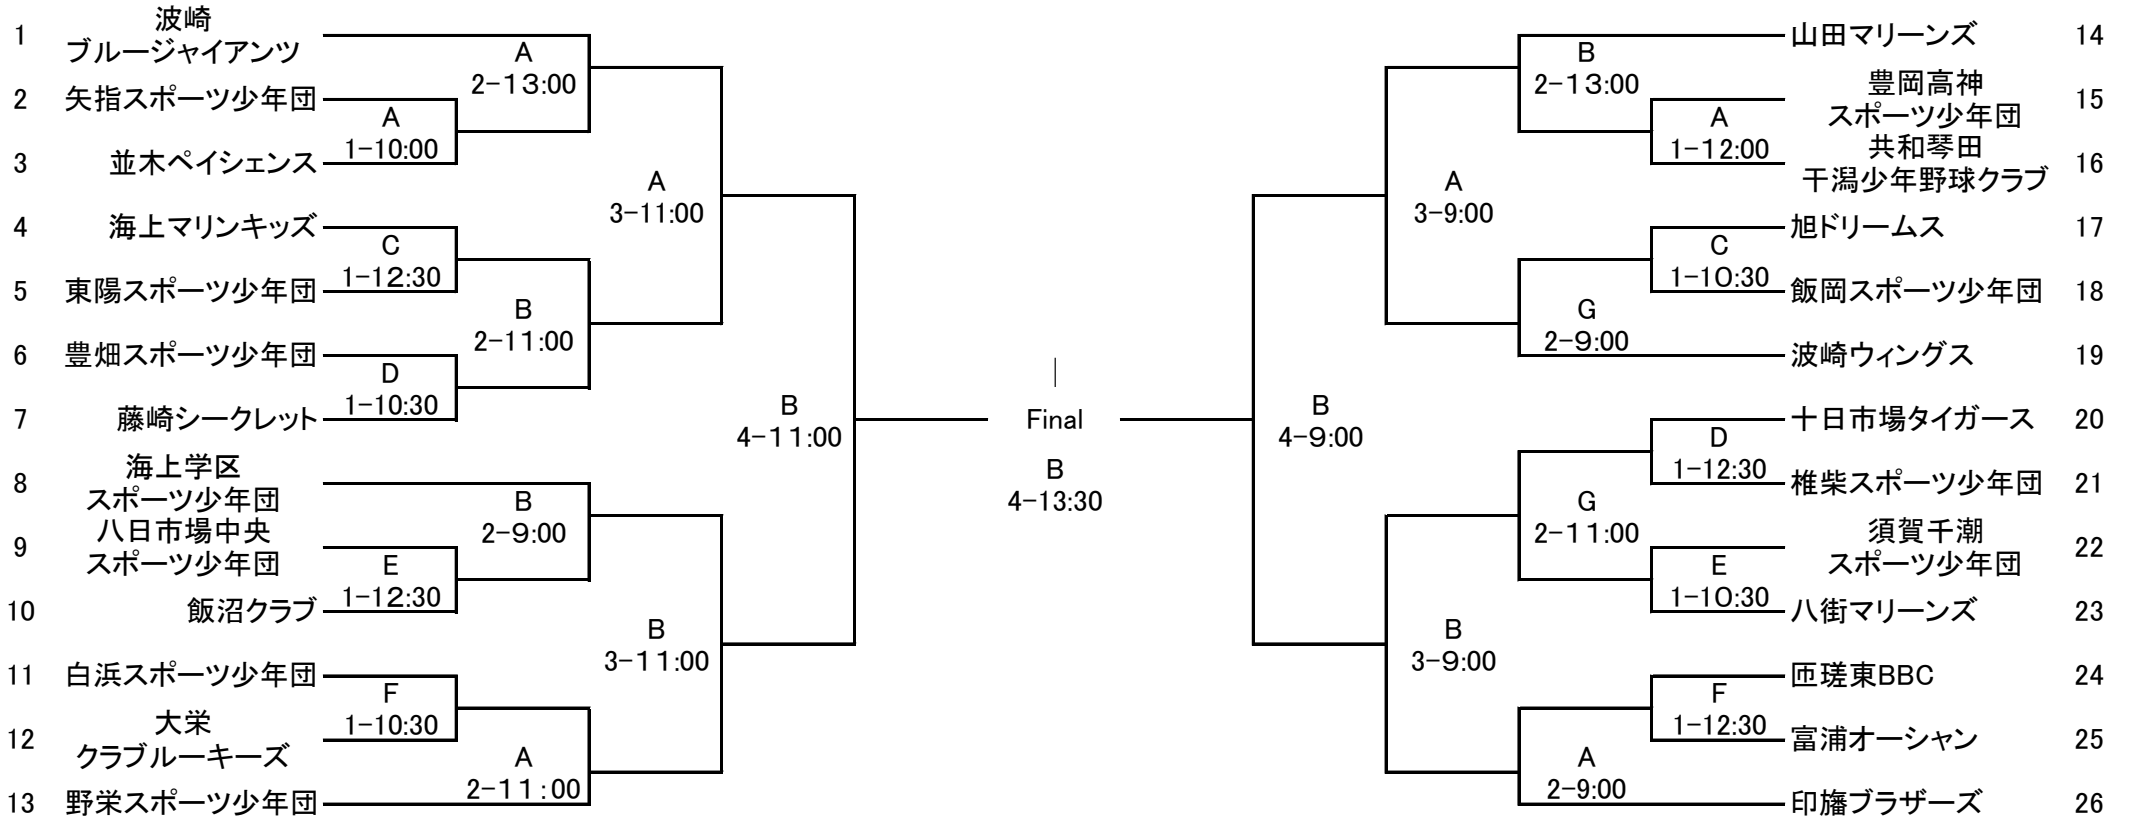 1
波崎
ブルージャイアンツ
2
矢指スポーツ少年団
3
並木ペイシェンス
4
海上マリンキッズ
5
東陽スポーツ少年団
6
豊畑スポーツ少年団
7
藤崎シークレット
8
海上学区
スポーツ少年団
9
八日市場中央
スポーツ少年団
10
飯沼クラブ
11
白浜スポーツ少年団
12
大栄
クラブルーキーズ
13
野栄スポーツ少年団
A
1-10:00
C
1-12:30
D
1-10:30
E
1-12:30
F
1-10:30
A
2-13:00
B
2-11:00
B
2-9:00
A
2-11:00
A
3-11:00
B
3-11:00
B
4-11:00
Final
B
4-13:30
B
4-9:00
A
3-9:00
B
3-9:00
B
2-13:00
G
2-9:00
G
2-11:00
A
2-9:00
A
1-12:00
C
1-10:30
D
1-12:30
E
1-10:30
F
1-12:30
山田マリーンズ
14
豊岡高神
スポーツ少年団
15
共和琴田
干潟少年野球クラブ
16
旭ドリームス
17
飯岡スポーツ少年団
18
波崎ウィングス
19
十日市場タイガース
20
椎柴スポーツ少年団
21
須賀千潮
スポーツ少年団
22
八街マリーンズ
23
匝瑳東BBC
24
富浦オーシャン
25
印旛ブラザーズ
26